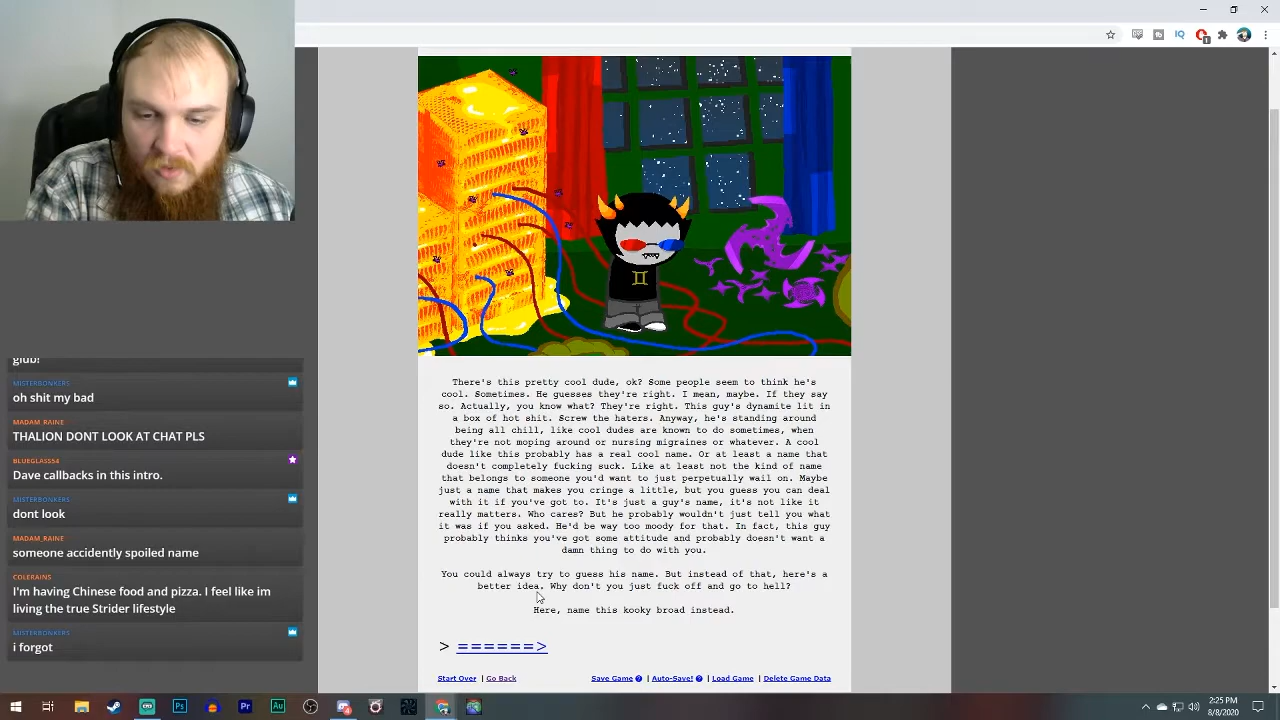 glub!
MISTERBONKERS
oh shit my bad
MADAM_RAINE
THALION DONT LOOK AT CHAT PLS
BLUEGLASS54
Dave callbacks in this intro.
MISTERBONKERS
dont look
MADAM_RAINE
someone accidently spoiled name
COLERAINS
I'm having Chinese food and pizza. I feel like im
living the true Strider lifestyle
MISTERBONKERS
i forgot
There's this pretty cool dude, ok? Some people seem to think he's
cool. Sometimes. He guesses they're right. I mean, maybe. If they say
so. Actually, you know what? They're right. This guy's dynamite lit in
a box of hot shit. Screw the haters. Anyway, he's standing around
being all chill, like cool dudes are known to do sometimes, when
they're not moping around or nursing migraines or whatever. A cool
dude like this probably has a real cool name. Or at least a name that
doesn't completely fucking suck. Like at least not the kind of name
that belongs to someone you'd want to just perpetually wail on. Maybe
just a name that makes you cringe a little, but you guess you can deal
with it if you've got to. It's just a guy's name, it's not like it
really matters. Who cares? But he probably wouldn't just tell you what
it was if you asked. He'd be way too moody for that. In fact, this guy
probably thinks you've got some attitude and probably doesn't want a
damn thing to do with you.
You could always try to guess his name. But instead of that, here's a
better idea. Why don't you just fuck off and go to hell?
Here, name this kooky broad instead.
> ======>
Start Over | Go Back
Save Game ? | Auto-Save! ? | Load Game | Delete Game Data
IQ
1
Ps
Pr
Au
4
2:25 PM
8/8/2020